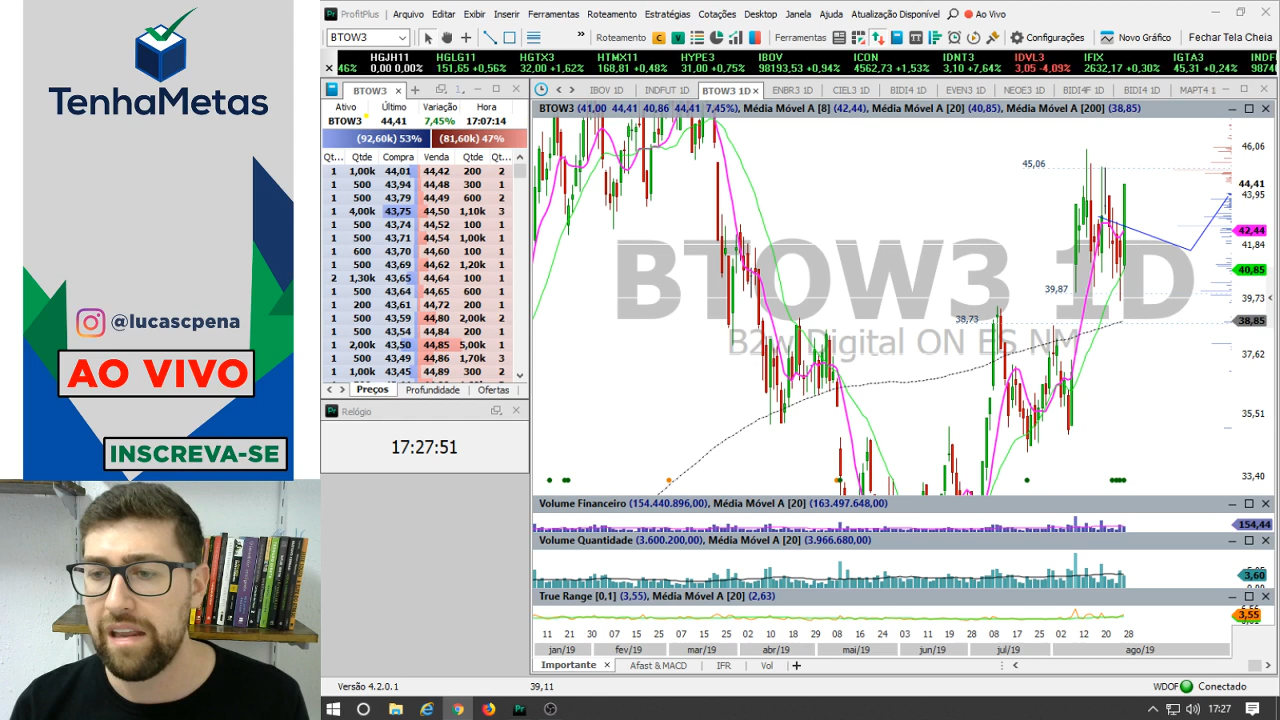 TenhaMetas
@lucascpena
AO VIVO
INSCREVA-SE
ProfitPlus Arquivo Editar Exibir Inserir Ferramentas Roteamento Estratégias Cotações Desktop Janela Ajuda Atualização Disponível Ao Vivo
BTOW3 » Roteamento Ferramentas Configurações Novo Gráfico Fechar Tela Cheia
HGJH11 HGLG11 HGTX3 HTMX11 HYPE3 IBOV ICON IDNT3 IDVL3 IFIX IGTA3 INDF
46% 0,00 0,00% 151,65 +0,56% 32,00 +1,62% 168,81 +0,48% 31,00 +0,75% 98193,53 +0,94% 4562,73 +1,53% 3,10 +7,64% 3,05 -4,09% 2632,17 +0,30% 45,31 +0,24% 9874
BTOW3
Ativo Último Variação Hora
BTOW3 44,41 7,45% 17:07:14
(92,60k) 53% (81,60k) 47%
Qt... Qtde Compra Venda Qtde Qt...
1 1,00k 44,01 44,42 200 2
1 500 43,94 44,48 300 1
1 500 43,79 44,49 600 2
1 4,00k 43,75 44,50 1,10k 3
1 500 43,74 44,52 100 1
1 500 43,71 44,54 1,00k 1
1 600 43,70 44,60 100 1
1 500 43,69 44,62 1,20k 1
2 1,30k 43,65 44,64 100 1
1 500 43,64 44,65 600 1
1 200 43,61 44,72 200 1
1 500 43,59 44,80 2,00k 2
1 500 43,54 44,84 200 1
1 2,00k 43,50 44,85 5,00k 1
1 500 43,49 44,86 1,70k 3
1 1,00k 43,45 44,89 300 2
Preços Profundidade Ofertas
Relógio
17:27:51
IBOV 1D INDFUT 1D BTOW3 1D ENBR3 1D CIEL3 1D BIDI4 1D EVEN3 1D NEOE3 1D BIDI4F 1D BIDI4 1D MAPT4 1
BTOW3 (41,00 44,41 40,86 44,41 7,45%), Média Móvel A [8] (42,44), Média Móvel A [20] (40,85), Média Móvel A [200] (38,85)
BTOW3 1D
B2w Digital ON ES NM
45,06
39,87
38,73
46,06
44,41
43,95
42,44
41,84
40,85
39,73
38,85
37,62
35,51
33,40
Volume Financeiro (154.440.896,00), Média Móvel A [20] (163.497.648,00)
154,44
Volume Quantidade (3.600.200,00), Média Móvel A [20] (3.966.680,00)
3,60
True Range [0,1] (3,55), Média Móvel A [20] (2,63)
3,55
11 21 30 07 15 25 07 15 25 02 10 18 30 08 16 24 03 11 19 28 08 17 25 02 12 20 28
jan/19 fev/19 mar/19 abr/19 mai/19 jun/19 jul/19 ago/19
Importante Afast & MACD IFR Vol
Versão 4.2.0.1 39,11 WDOF Conectado
17:27